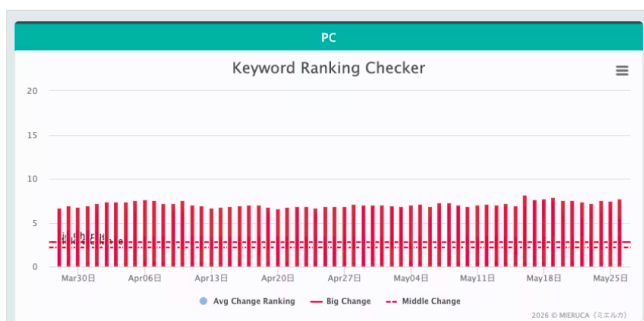 PC
Keyword Ranking Checker
20
15
10
5
0
Mar30日 Apr06日 Apr13日 Apr20日 Apr27日 May04日 May11日 May18日 May25日
Avg Change Ranking Big Change Middle Change
2026 © MIERUCA（ミエルカ）